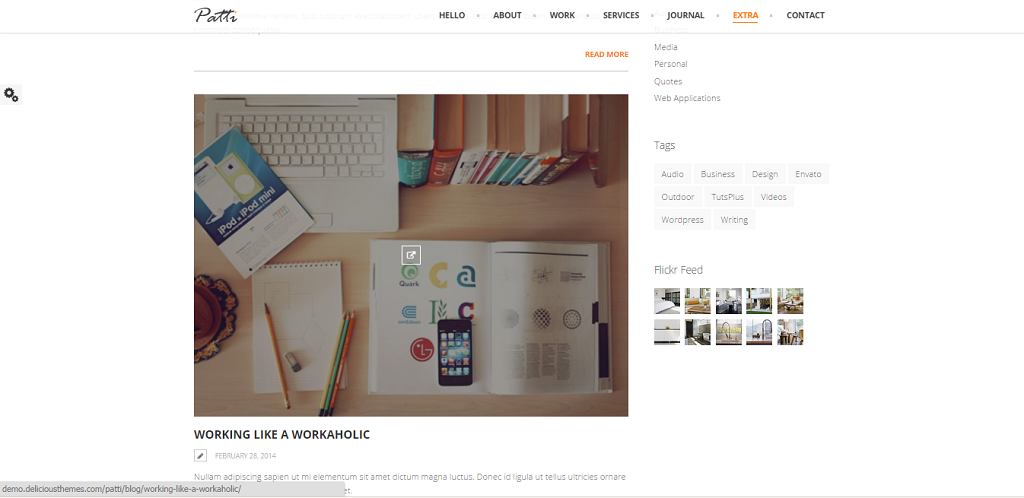 Patti
HELLO
ABOUT
WORK
SERVICES
JOURNAL
EXTRA
CONTACT
READ MORE
iPod. iPod mini
Quark
LG
WORKING LIKE A WORKAHOLIC
FEBRUARY 28, 2014
Nullam adipiscing sapien ut mi elementum sit amet dictum magna luctus. Donec id ligula ut tellus ultricies ornare
et.
Media
Personal
Quotes
Web Applications
Tags
Audio Business Design Envato
Outdoor TutsPlus Videos
Wordpress Writing
Flickr Feed
demo.deliciousthemes.com/patti/blog/working-like-a-workaholic/